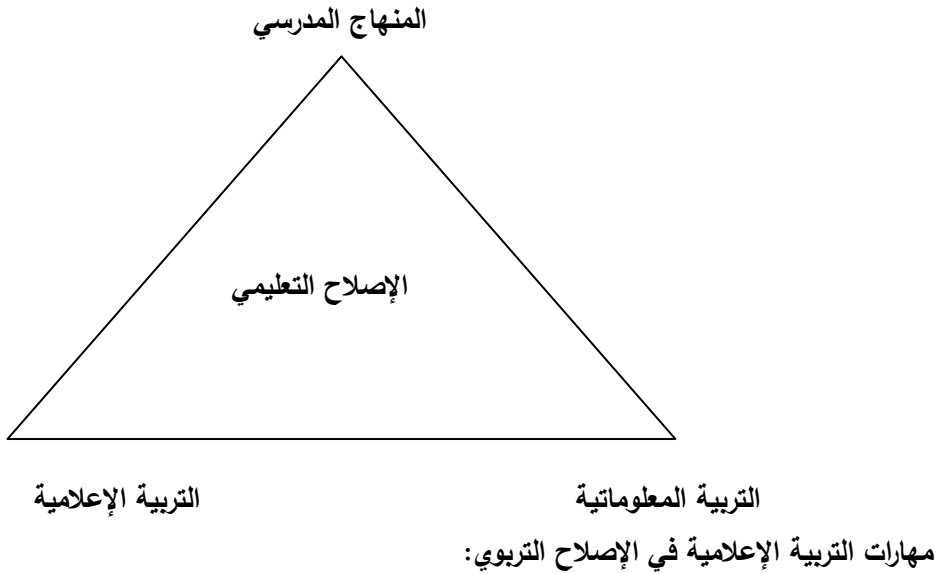 المنهاج المدرسي
الإصلاح التعليمي
التربية المعلوماتية
التربية الإعلامية
مهارات التربية الإعلامية في الإصلاح التربوي: